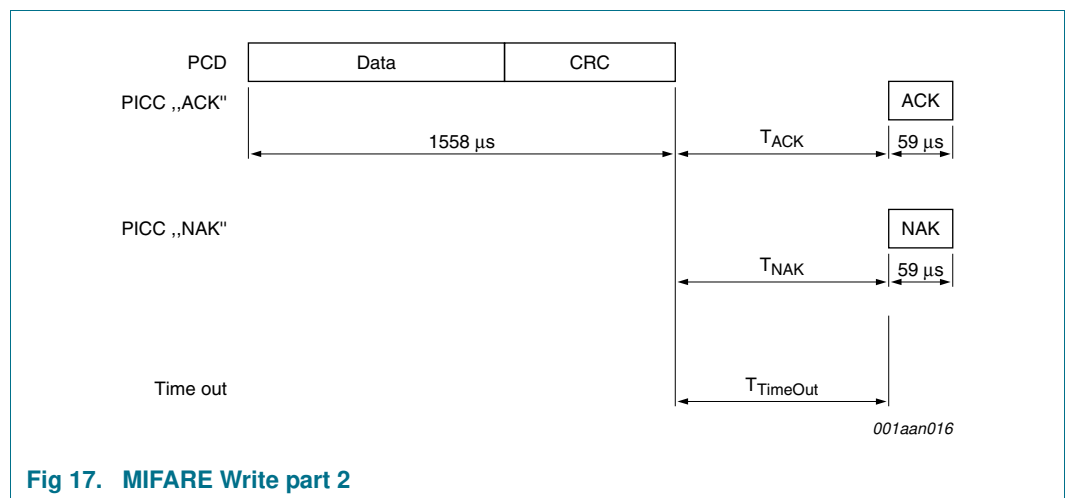 PCD Data CRC
PICC ,,ACK" ACK
1558 µs TACK 59 µs
PICC ,,NAK" NAK
TNAK 59 µs
Time out TTimeOut
001aan016
Fig 17. MIFARE Write part 2